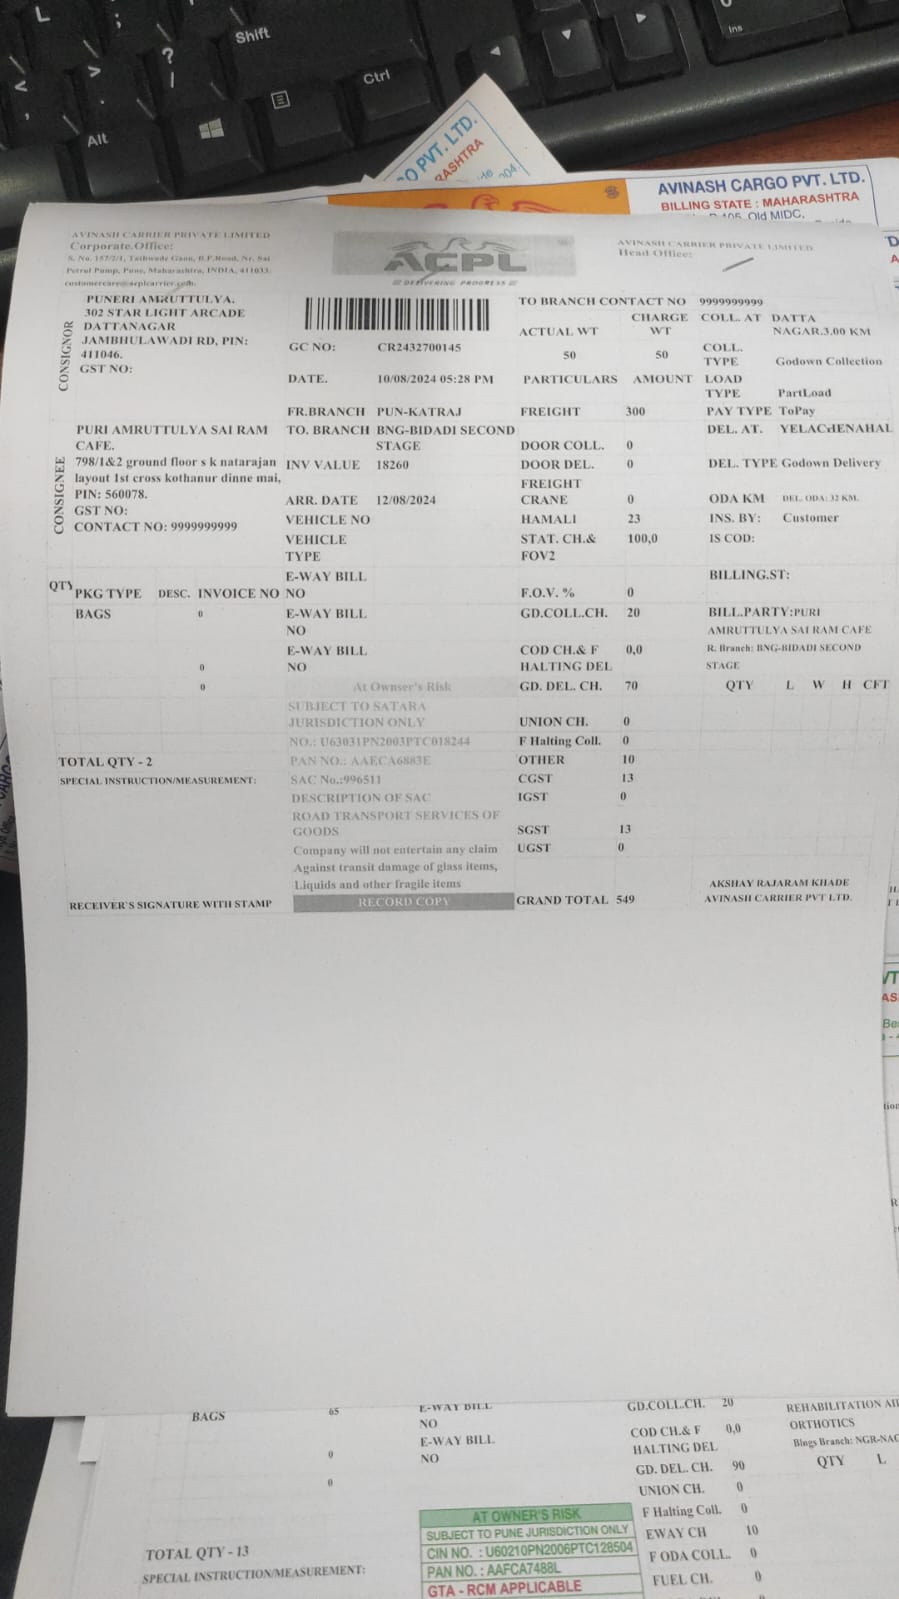 L
Shift
;
:
?
/
>
.
<
,
Ctrl
Alt
Ins
O PVT. LTD.
RASHTRA
AVINASH CARGO PVT. LTD.
BILLING STATE : MAHARASHTRA
Old MIDC,
AVINASH CARRIER PRIVATE LIMITED
Corporate.Office:
S. No. 157/2/1, Tathwade Gaon, B.P.Road, Nr. Sai
Petrol Pump, Pune, Maharashtra, INDIA, 411033.
customercare@acplcarrier.com.
ACPL
DELIVERING PROGRESS
AVINASH CARRIER PRIVATE LIMITED
Head Office:
CONSIGNOR
PUNERI AMRUTTULYA.
302 STAR LIGHT ARCADE
DATTANAGAR
JAMBHULAWADI RD, PIN:
411046.
GST NO:
GC NO: CR2432700145
DATE. 10/08/2024 05:28 PM
FR.BRANCH PUN-KATRAJ
TO BRANCH CONTACT NO 9999999999
ACTUAL WT CHARGE WT
50 50
PARTICULARS AMOUNT
FREIGHT 300
COLL. AT DATTA NAGAR.3.00 KM
COLL. TYPE Godown Collection
LOAD TYPE PartLoad
PAY TYPE ToPay
CONSIGNEE
PURI AMRUTTULYA SAI RAM
CAFE.
798/1&2 ground floor s k natarajan
layout 1st cross kothanur dinne mai,
PIN: 560078.
GST NO:
CONTACT NO: 9999999999
TO. BRANCH BNG-BIDADI SECOND STAGE
INV VALUE 18260
ARR. DATE 12/08/2024
VEHICLE NO
VEHICLE TYPE
DOOR COLL. 0
DOOR DEL. 0
FREIGHT
CRANE 0
HAMALI 23
STAT. CH.& FOV2 100,0
DEL. AT. YELACHENAHAL
DEL. TYPE Godown Delivery
ODA KM DEL. ODA: 32 KM.
INS. BY: Customer
IS COD:
QTY PKG TYPE DESC. INVOICE NO
BAGS 0
0
0
E-WAY BILL NO
E-WAY BILL NO
E-WAY BILL NO
F.O.V. % 0
GD.COLL.CH. 20
COD CH.& F 0,0
HALTING DEL
GD. DEL. CH. 70
BILLING.ST:
BILL.PARTY:PURI
AMRUTTULYA SAI RAM CAFE
R. Branch: BNG-BIDADI SECOND
STAGE
QTY L W H CFT
At Ownser's Risk
SUBJECT TO SATARA
JURISDICTION ONLY
NO.: U63031PN2003PTC018244
PAN NO.: AAECA6883E
SAC No.:996511
DESCRIPTION OF SAC
ROAD TRANSPORT SERVICES OF
GOODS
Company will not entertain any claim
Against transit damage of glass items,
Liquids and other fragile items
RECORD COPY
UNION CH. 0
F Halting Coll. 0
OTHER 10
CGST 13
IGST 0
SGST 13
UGST 0
GRAND TOTAL 549
TOTAL QTY - 2
SPECIAL INSTRUCTION/MEASUREMENT:
RECEIVER'S SIGNATURE WITH STAMP
AKSHAY RAJARAM KHADE
AVINASH CARRIER PVT LTD.
BAGS 65
0
0
E-WAY BILL
NO
E-WAY BILL
NO
GD.COLL.CH. 20
COD CH.& F 0,0
HALTING DEL
GD. DEL. CH. 90
UNION CH. 0
F Halting Coll. 0
EWAY CH 10
F ODA COLL. 0
FUEL CH. 0
REHABILITATION
ORTHOTICS
Blngs Branch: NGR-NAG
QTY L
AT OWNER'S RISK
SUBJECT TO PUNE JURISDICTION ONLY
CIN NO. : U60210PN2006PTC128504
PAN NO. : AAFCA7488L
GTA - RCM APPLICABLE
TOTAL QTY - 13
SPECIAL INSTRUCTION/MEASUREMENT: